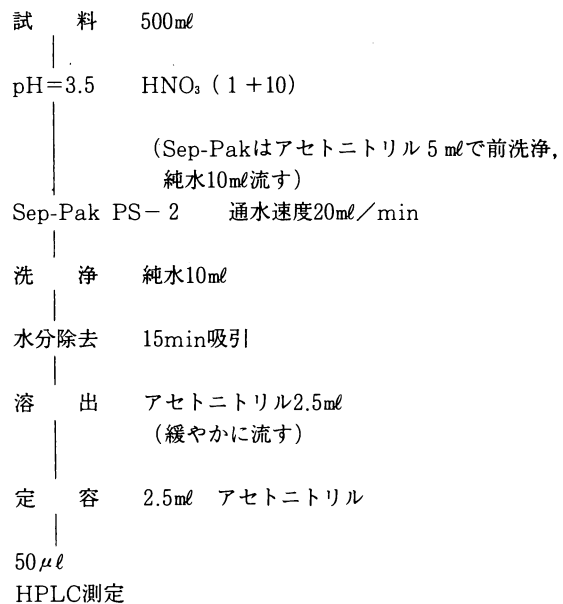 試　料　500㎖
pH＝3.5　HNO₃（1＋10）
（Sep-Pakはアセトニトリル5㎖で前洗浄，
純水10㎖流す）
Sep-Pak PS－2　通水速度20㎖／min
洗　浄　純水10㎖
水分除去　15min吸引
溶　出　アセトニトリル2.5㎖
（緩やかに流す）
定　容　2.5㎖　アセトニトリル
50μℓ
HPLC測定